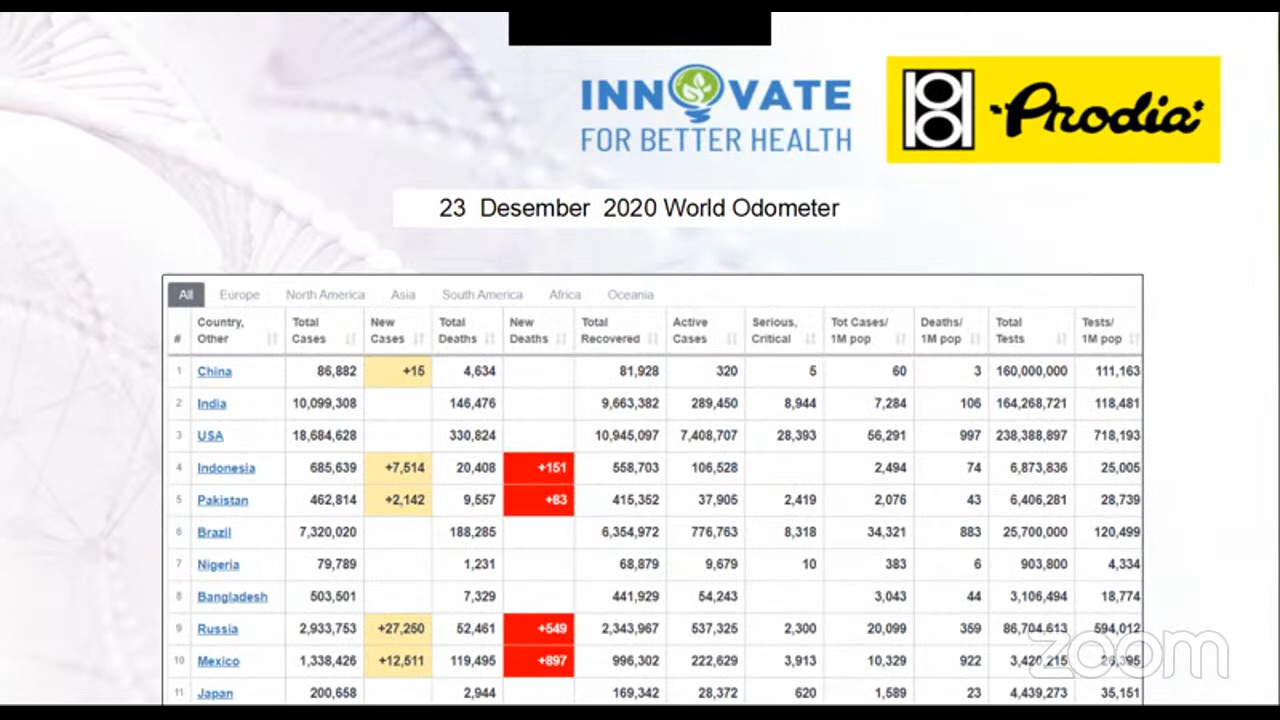 INNOVATE
FOR BETTER HEALTH
Prodia
23 Desember 2020 World Odometer
All Europe North America Asia South America Africa Oceania
# Country, Other Total Cases New Cases Total Deaths New Deaths Total Recovered Active Cases Serious, Critical Tot Cases/ 1M pop Deaths/ 1M pop Total Tests Tests/ 1M pop
1 China 86,882 +15 4,634 81,928 320 5 60 3 160,000,000 111,163
2 India 10,099,308 146,476 9,663,382 289,450 8,944 7,284 106 164,268,721 118,481
3 USA 18,684,628 330,824 10,945,097 7,408,707 28,393 56,291 997 238,388,897 718,193
4 Indonesia 685,639 +7,514 20,408 +151 558,703 106,528 2,494 74 6,873,836 25,005
5 Pakistan 462,814 +2,142 9,557 +83 415,352 37,905 2,419 2,076 43 6,406,281 28,739
6 Brazil 7,320,020 188,285 6,354,972 776,763 8,318 34,321 883 25,700,000 120,499
7 Nigeria 79,789 1,231 68,879 9,679 10 383 6 903,800 4,334
8 Bangladesh 503,501 7,329 441,929 54,243 3,043 44 3,106,494 18,774
9 Russia 2,933,753 +27,250 52,461 +549 2,343,967 537,325 2,300 20,099 359 86,704,613 594,012
10 Mexico 1,338,426 +12,511 119,495 +897 996,302 222,629 3,913 10,329 922 3,420,215 26,395
11 Japan 200,658 2,944 169,342 28,372 620 1,589 23 4,439,273 35,151
zoom